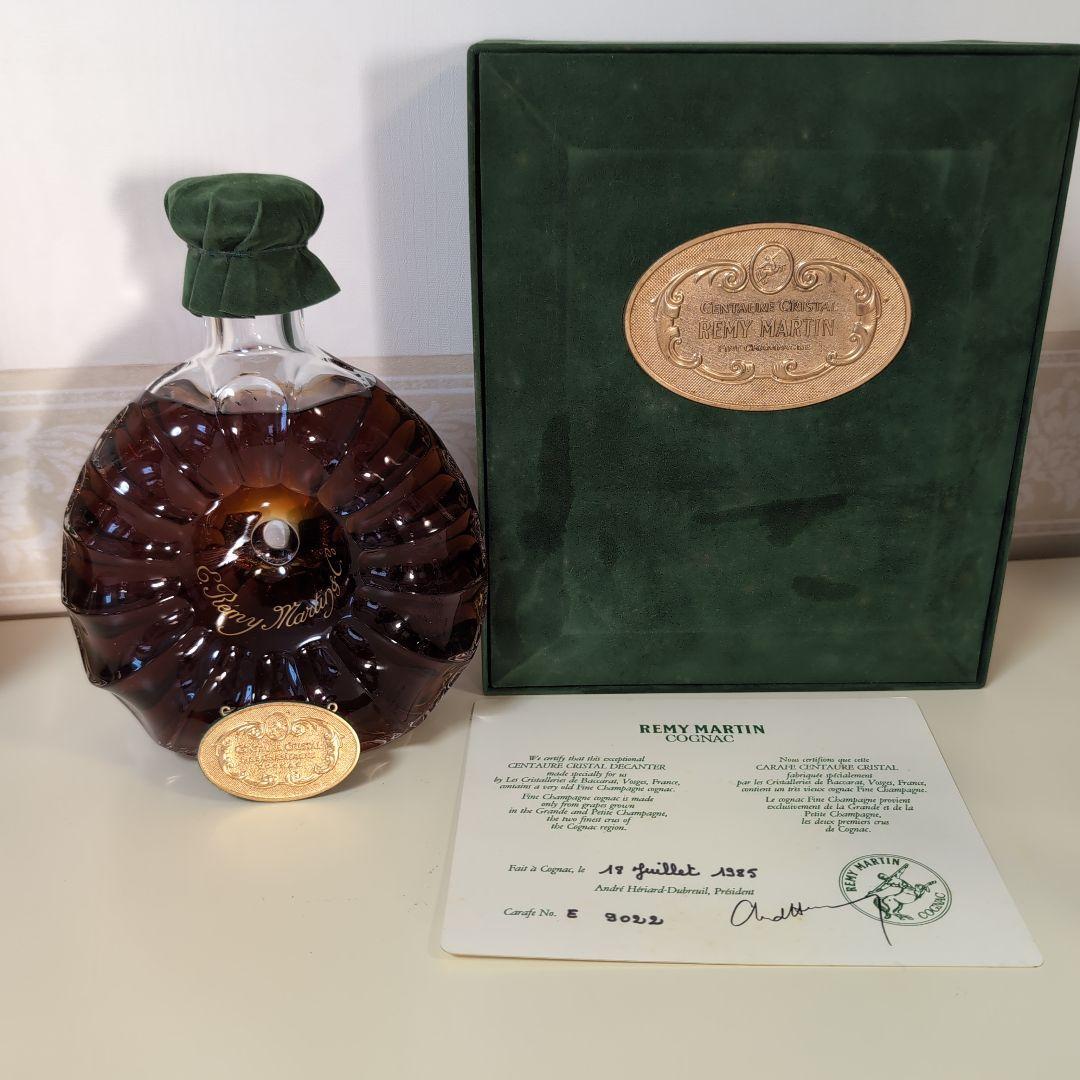 CENTAURE CRISTAL
REMY MARTIN
FINE CHAMPAGNE
E. Remy Martin & Co
CENTAURE CRISTAL
REMY MARTIN
COGNAC
We certify that this exceptional
CENTAURE CRISTAL DECANTER
made specially for us
by Les Cristalleries de Baccarat, Vosges, France,
contains a very old Fine Champagne cognac.
Fine Champagne cognac is made
only from grapes grown
in the Grande and Petite Champagne,
the two finest crus of
the Cognac region.
Nous certifions que cette
CARAFE CENTAURE CRISTAL
fabriquée spécialement
par les Cristalleries de Baccarat, Vosges, France,
contient un très vieux cognac Fine Champagne.
Le cognac Fine Champagne provient
exclusivement de la Grande et de la
Petite Champagne,
les deux premiers crus
de Cognac.
Fait à Cognac, le 18 Juillet 1985
André Hériard-Dubreuil, Président
Carafe No. E 9022
REMY MARTIN
COGNAC